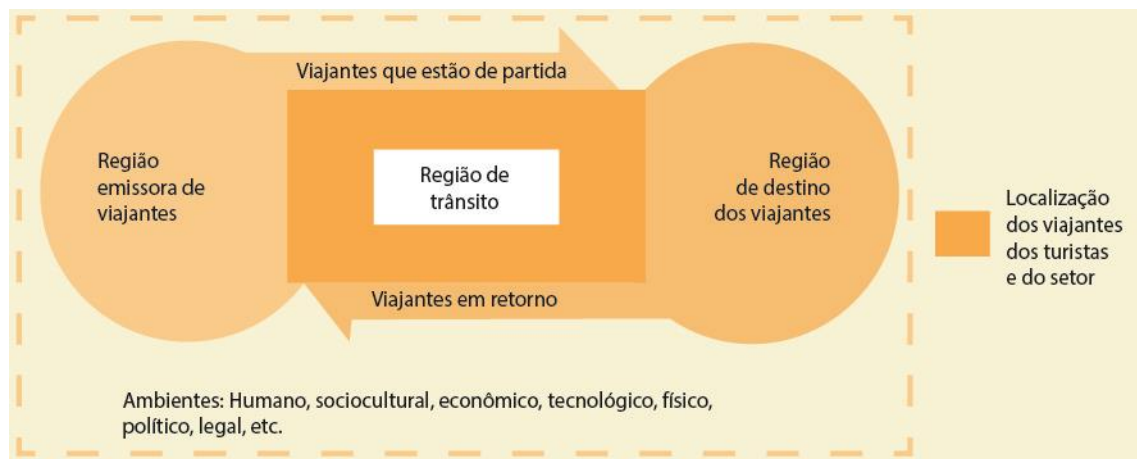 Viajantes que estão de partida
Região
emissora de
viajantes
Região de
trânsito
Região
de destino
dos viajantes
Viajantes em retorno
Ambientes: Humano, sociocultural, econômico, tecnológico, físico,
político, legal, etc.
Localização
dos viajantes
dos turistas
e do setor